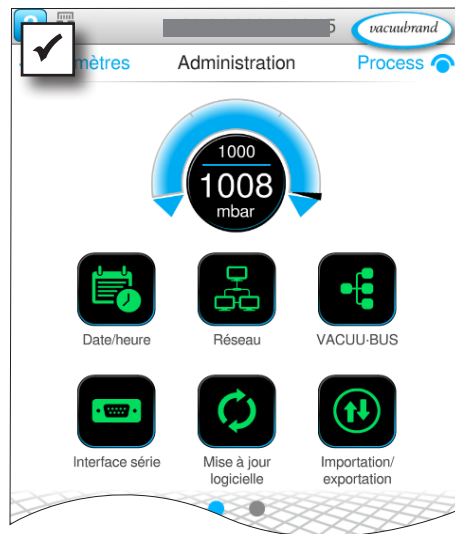 vacuubrand
mètres Administration Process
1000
1008
mbar
Date/heure Réseau VACUU·BUS
Interface série Mise à jour logicielle Importation/exportation